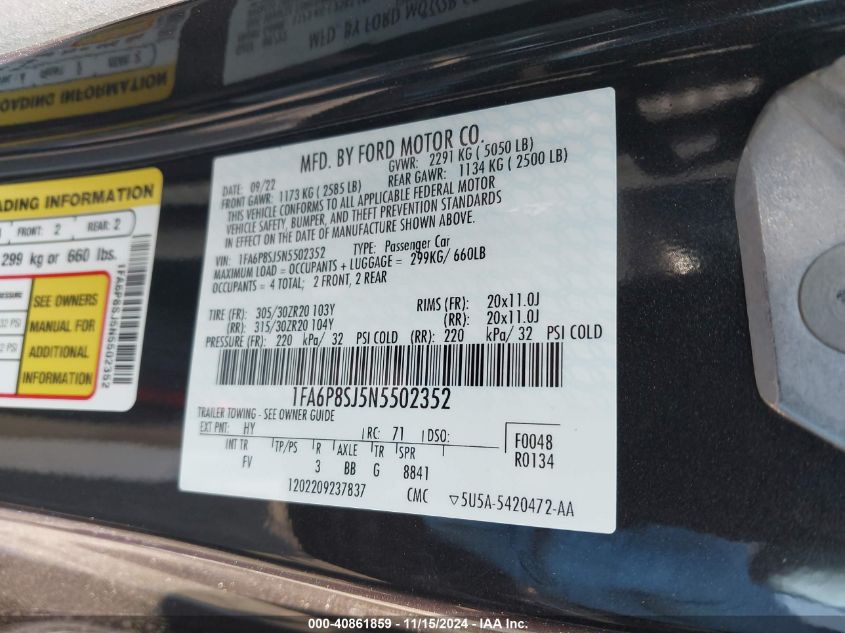 MFD. BY FORD MOTOR CO.
DATE: 09/22 GVWR: 2291 KG ( 5050 LB)
FRONT GAWR: 1173 KG ( 2585 LB) REAR GAWR: 1134 KG ( 2500 LB)
THIS VEHICLE CONFORMS TO ALL APPLICABLE FEDERAL MOTOR
VEHICLE SAFETY, BUMPER, AND THEFT PREVENTION STANDARDS
IN EFFECT ON THE DATE OF MANUFACTURE SHOWN ABOVE.
VIN: 1FA6P8SJ5N5502352 TYPE: Passenger Car
MAXIMUM LOAD = OCCUPANTS + LUGGAGE = 299KG/ 660LB
OCCUPANTS = 4 TOTAL; 2 FRONT, 2 REAR
TIRE (FR): 305/30ZR20 103Y RIMS (FR): 20x11.0J
(RR): 315/30ZR20 104Y (RR): 20x11.0J
PRESSURE (FR): 220 kPa/ 32 PSI COLD (RR): 220 kPa/ 32 PSI COLD
1FA6P8SJ5N5502352
TRAILER TOWING - SEE OWNER GUIDE
EXT PNT: HY RC: 71 DSO: F0048
INT TR TP/PS R AXLE TR SPR R0134
FV 3 BB G 8841
1202209237837 CMC ▽5U5A-5420472-AA
ADING INFORMATION
FRONT: 2 REAR: 2
299 kg or 660 lbs.
SEE OWNERS
MANUAL FOR
ADDITIONAL
INFORMATION
1FA6P8SJ5N5502352
000-40861859 - 11/15/2024 -